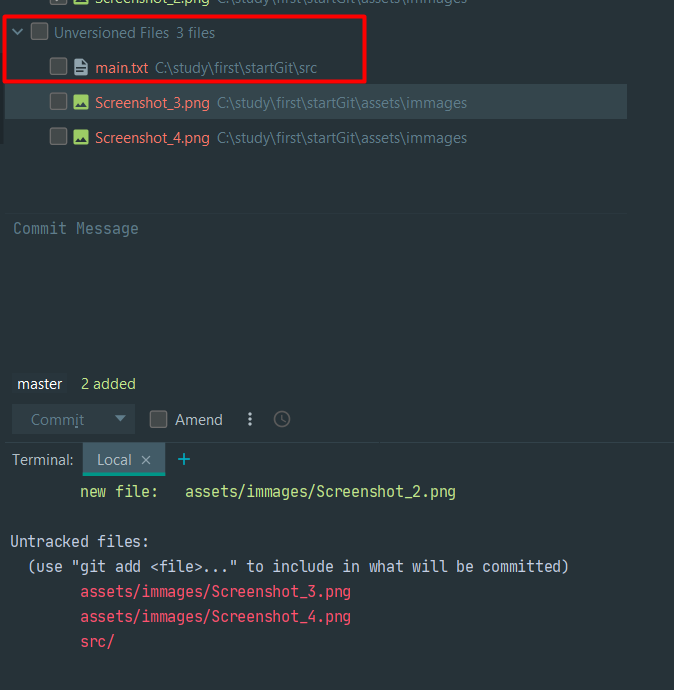 Screenshot_2.png C:\study\first\startGit\assets\immages
Unversioned Files 3 files
main.txt C:\study\first\startGit\src
Screenshot_3.png C:\study\first\startGit\assets\immages
Screenshot_4.png C:\study\first\startGit\assets\immages
Commit Message
master 2 added
Commit Amend
Terminal: Local × +
new file: assets/immages/Screenshot_2.png
Untracked files:
(use "git add <file>..." to include in what will be committed)
assets/immages/Screenshot_3.png
assets/immages/Screenshot_4.png
src/